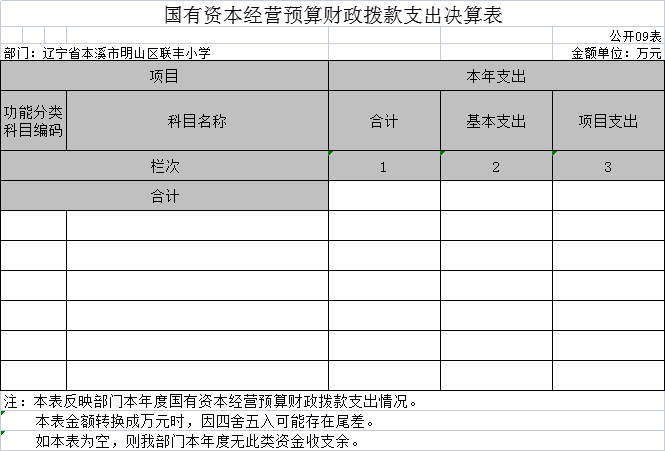 国有资本经营预算财政拨款支出决算表
公开09表
部门：辽宁省本溪市明山区联丰小学 金额单位：万元
项目 本年支出
功能分类科目编码 科目名称 合计 基本支出 项目支出
栏次 1 2 3
合计
注：本表反映部门本年度国有资本经营预算财政拨款支出情况。
本表金额转换成万元时，因四舍五入可能存在尾差。
如本表为空，则我部门本年度无此类资金收支余。